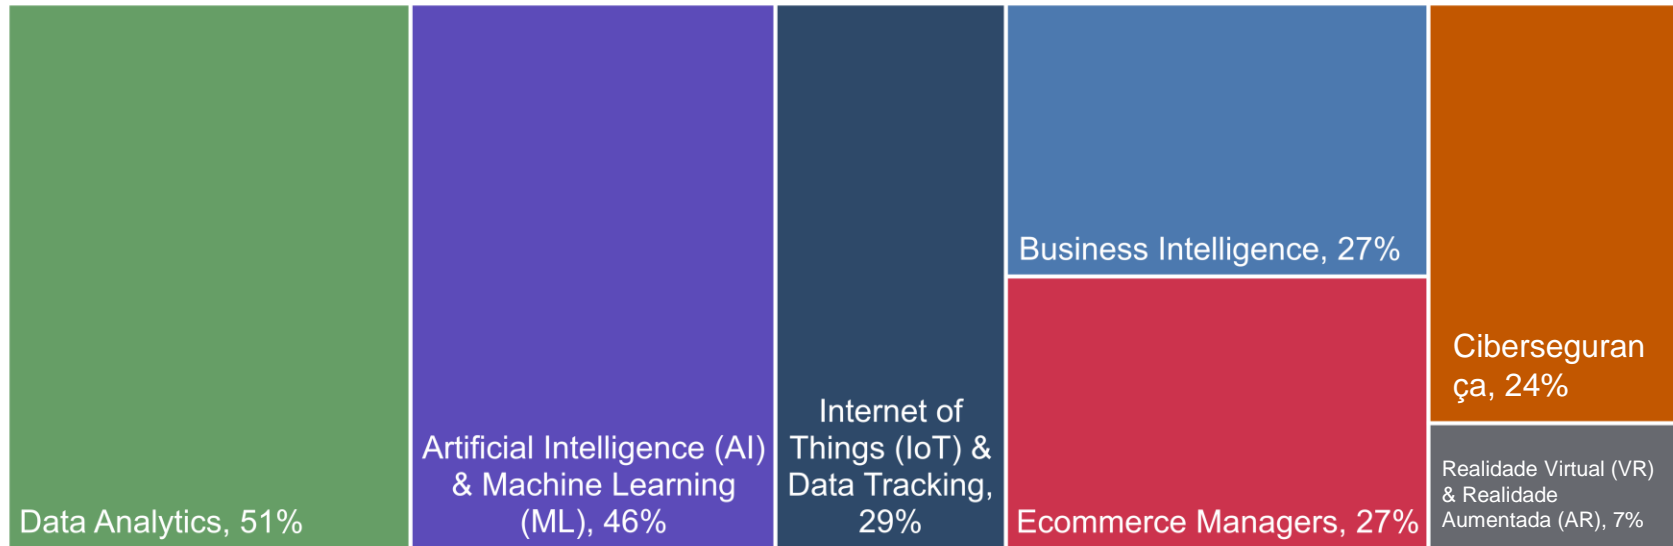 Data Analytics, 51%
Artificial Intelligence (AI)
& Machine Learning
(ML), 46%
Internet of
Things (IoT) &
Data Tracking,
29%
Business Intelligence, 27%
Ecommerce Managers, 27%
Ciberseguran
ça, 24%
Realidade Virtual (VR)
& Realidade
Aumentada (AR), 7%